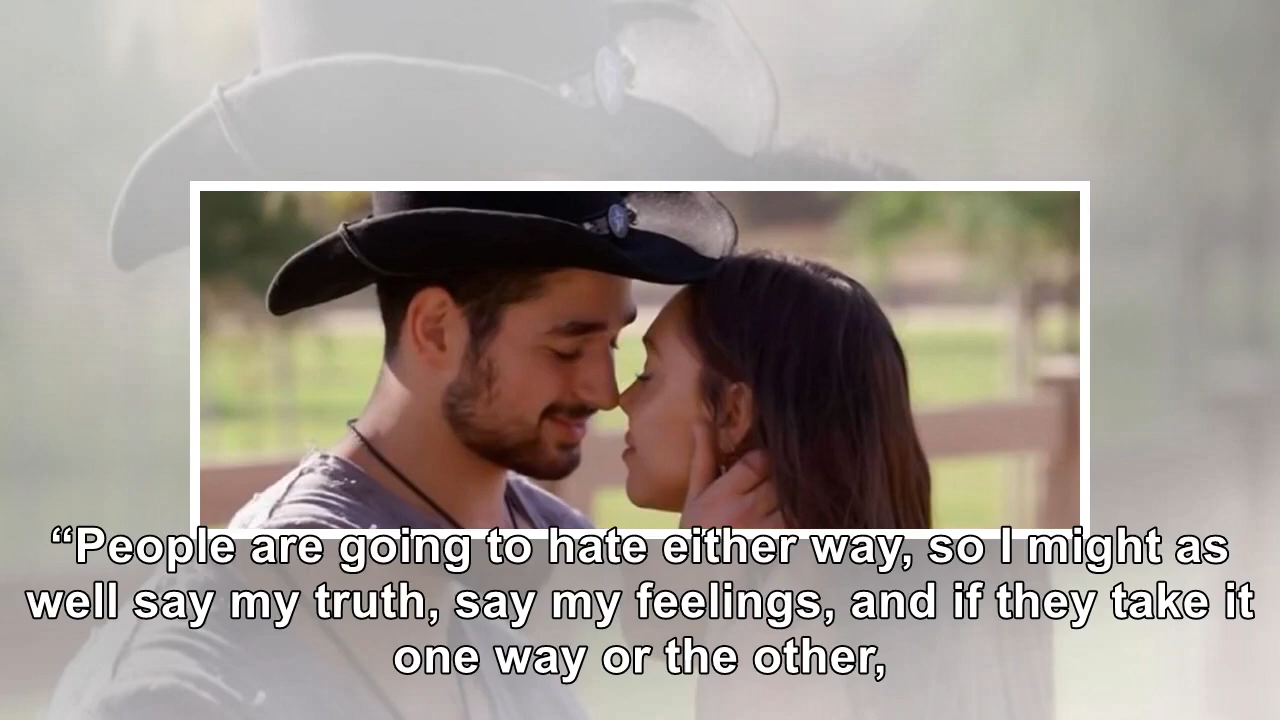 “People are going to hate either way, so I might as
well say my truth, say my feelings, and if they take it
one way or the other,